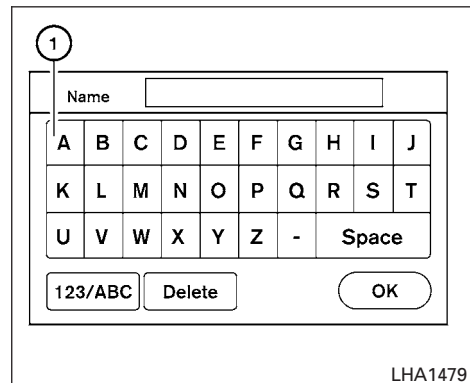 1
Name
A B C D E F G H I J
K L M N O P Q R S T
U V W X Y Z - Space
123/ABC Delete OK
LHA1479